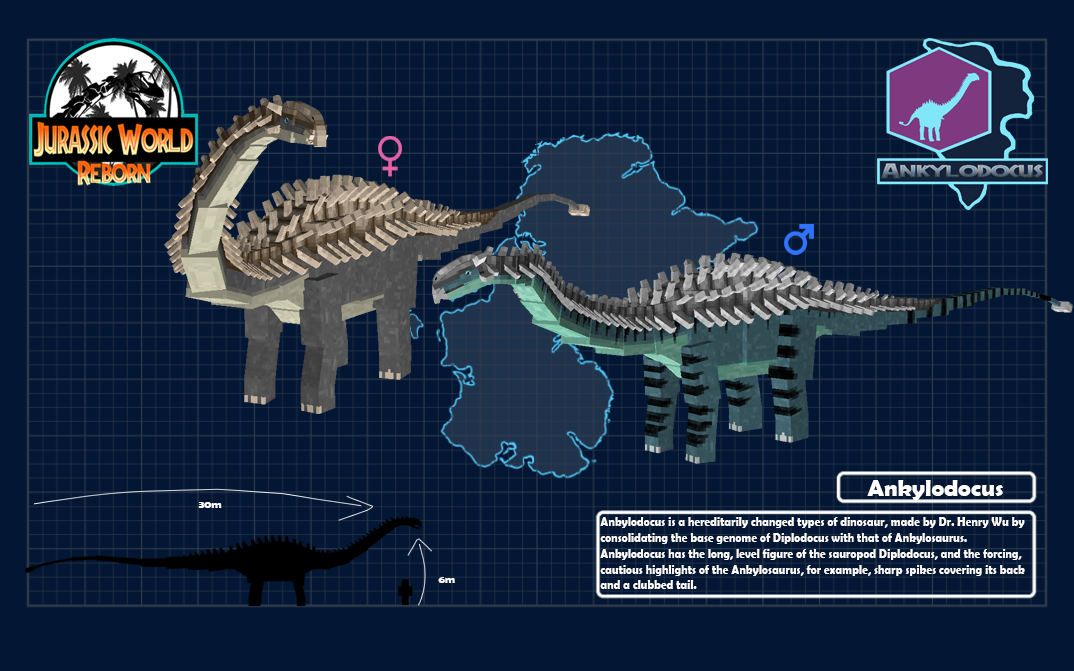 JURASSIC WORLD
REBORN
ANKYLODOCUS
30m
6m
Ankylodocus
Ankylodocus is a hereditarily changed types of dinosaur, made by Dr. Henry Wu by
consolidating the base genome of Diplodocus with that of Ankylosaurus.
Ankylodocus has the long, level figure of the sauropod Diplodocus, and the forcing,
cautious highlights of the Ankylosaurus, for example, sharp spikes covering its back
and a clubbed tail.